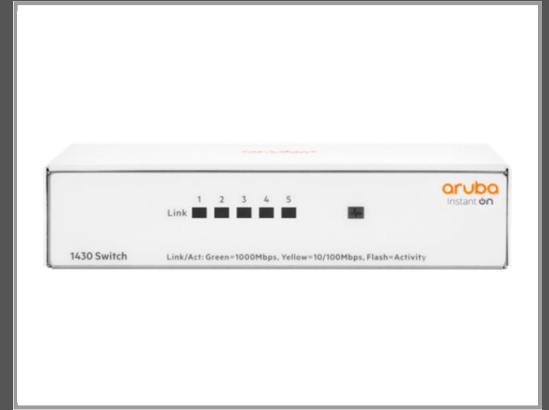 aruba
instant on
1 2 3 4 5
Link
1430 Switch
Link/Act: Green=1000Mbps, Yellow=10/100Mbps, Flash=Activity